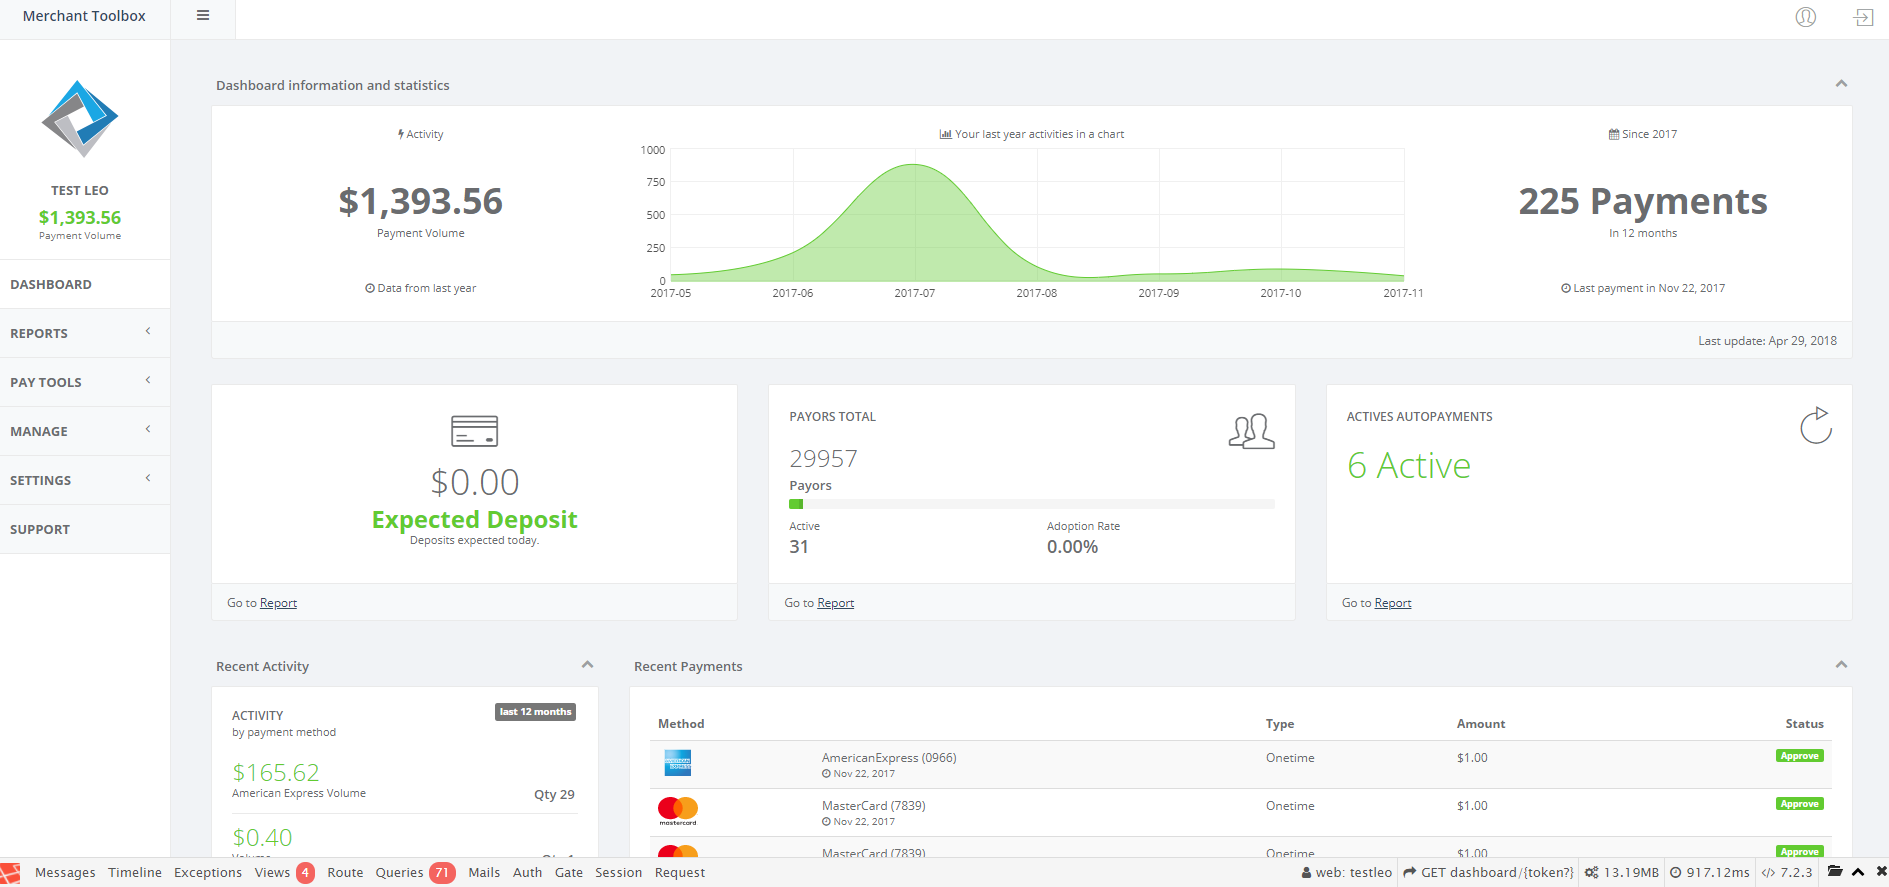 Merchant Toolbox
TEST LEO
$1,393.56
Payment Volume
DASHBOARD
REPORTS
PAY TOOLS
MANAGE
SETTINGS
SUPPORT
Dashboard information and statistics
Activity
$1,393.56
Payment Volume
Data from last year
Your last year activities in a chart
1000
750
500
250
0
2017-05 2017-06 2017-07 2017-08 2017-09 2017-10 2017-11
Since 2017
225 Payments
In 12 months
Last payment in Nov 22, 2017
Last update: Apr 29, 2018
$0.00
Expected Deposit
Deposits expected today.
Go to Report
PAYORS TOTAL
29957
Payors
Active Adoption Rate
31 0.00%
Go to Report
ACTIVES AUTOPAYMENTS
6 Active
Go to Report
Recent Activity
ACTIVITY last 12 months
by payment method
$165.62
American Express Volume Qty 29
$0.40
Recent Payments
Method Type Amount Status
AmericanExpress (0966) Onetime $1.00 Approve
Nov 22, 2017
mastercard MasterCard (7839) Onetime $1.00 Approve
Nov 22, 2017
MasterCard (7839) Onetime $1.00 Approve
Messages Timeline Exceptions Views 4 Route Queries 71 Mails Auth Gate Session Request web: testleo GET dashboard/{token?} 13.19MB 917.12ms 7.2.3